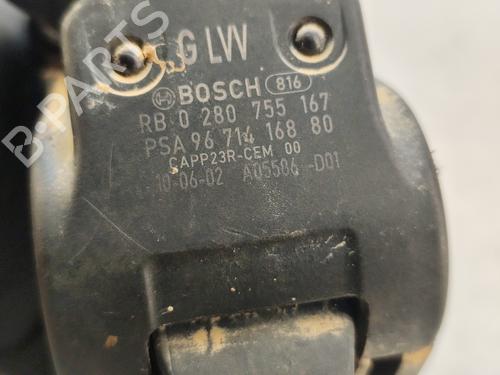 GLW
BOSCH 816
RB 0 280 755 167
PSA 96 714 168 80
CAPP23R-CEM 00
10-06-02 A05586 -D01
B-PARTS